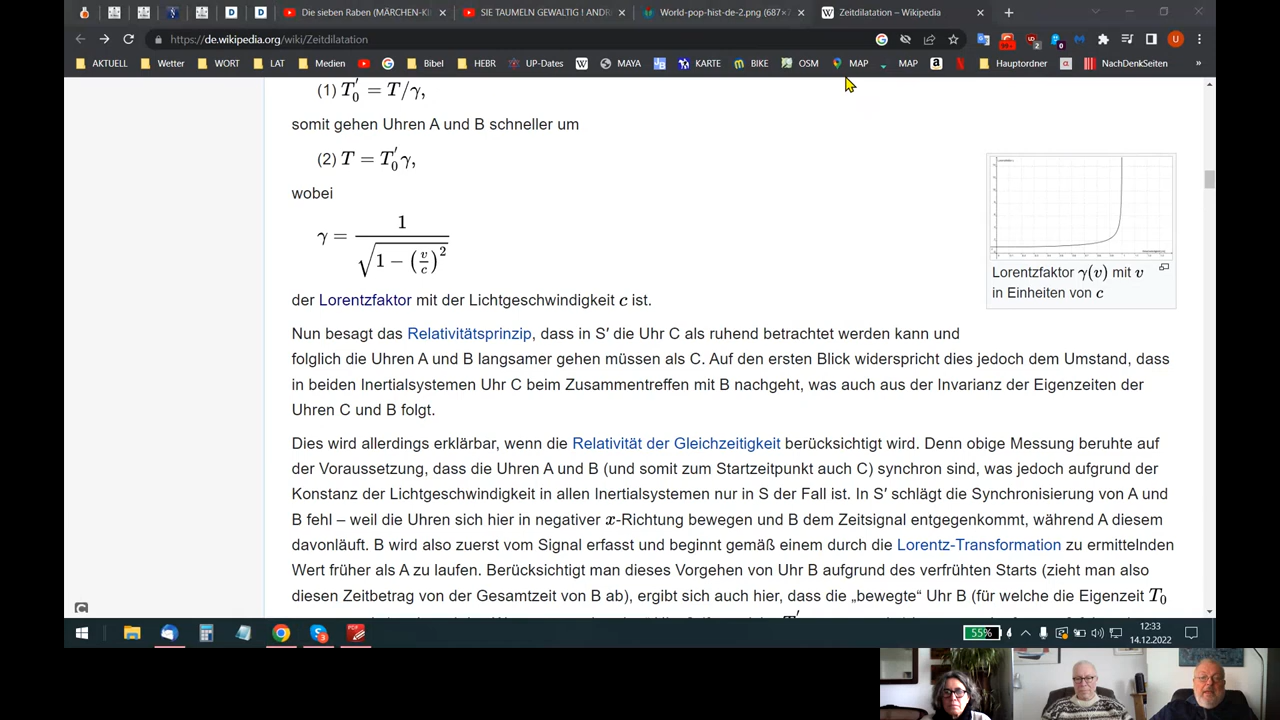 Die sieben Raben (MÄRCHEN-KI
SIE TAUMELN GEWALTIG ! ANDR
World-pop-hist-de-2.png (687×7
Zeitdilatation – Wikipedia
https://de.wikipedia.org/wiki/Zeitdilatation
AKTUELL Wetter WORT LAT Medien Bibel HEBR UP-Dates MAYA KARTE BIKE OSM MAP MAP Hauptordner NachDenkSeiten »
(1) T₀′ = T/γ,
somit gehen Uhren A und B schneller um
(2) T = T₀′γ,
wobei
γ = 1 / √(1 − (v/c)²)
der Lorentzfaktor mit der Lichtgeschwindigkeit c ist.
Lorentzfaktor γ(v) mit v
in Einheiten von c
Nun besagt das Relativitätsprinzip, dass in S′ die Uhr C als ruhend betrachtet werden kann und
folglich die Uhren A und B langsamer gehen müssen als C. Auf den ersten Blick widerspricht dies jedoch dem Umstand, dass
in beiden Inertialsystemen Uhr C beim Zusammentreffen mit B nachgeht, was auch aus der Invarianz der Eigenzeiten der
Uhren C und B folgt.
Dies wird allerdings erklärbar, wenn die Relativität der Gleichzeitigkeit berücksichtigt wird. Denn obige Messung beruhte auf
der Voraussetzung, dass die Uhren A und B (und somit zum Startzeitpunkt auch C) synchron sind, was jedoch aufgrund der
Konstanz der Lichtgeschwindigkeit in allen Inertialsystemen nur in S der Fall ist. In S′ schlägt die Synchronisierung von A und
B fehl – weil die Uhren sich hier in negativer x-Richtung bewegen und B dem Zeitsignal entgegenkommt, während A diesem
davonläuft. B wird also zuerst vom Signal erfasst und beginnt gemäß einem durch die Lorentz-Transformation zu ermittelnden
Wert früher als A zu laufen. Berücksichtigt man dieses Vorgehen von Uhr B aufgrund des verfrühten Starts (zieht man also
diesen Zeitbetrag von der Gesamtzeit von B ab), ergibt sich auch hier, dass die „bewegte“ Uhr B (für welche die Eigenzeit T₀
55%
12:33
14.12.2022